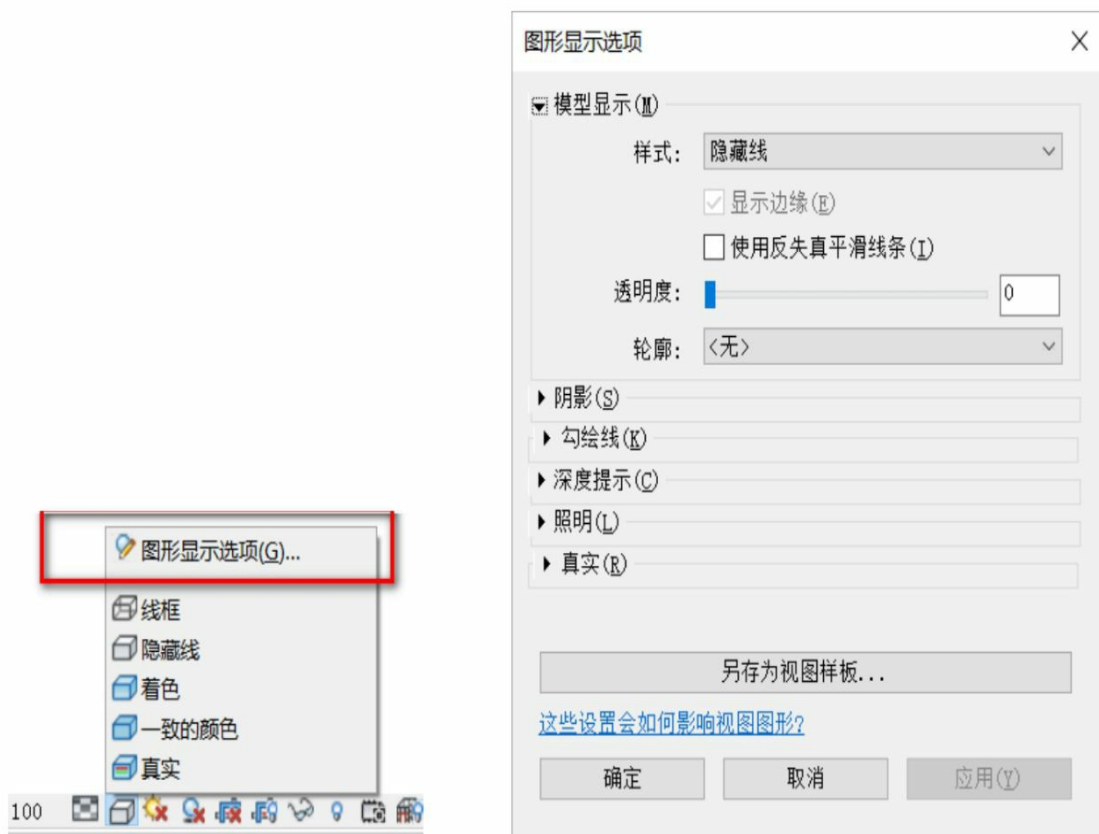 图形显示选项(G)...
线框
隐藏线
着色
一致的颜色
真实
100
图形显示选项
模型显示(M)
样式: 隐藏线
显示边缘(E)
使用反失真平滑线条(I)
透明度: 0
轮廓: <无>
阴影(S)
勾绘线(K)
深度提示(C)
照明(L)
真实(R)
另存为视图样板...
这些设置会如何影响视图图形?
确定 取消 应用(Y)